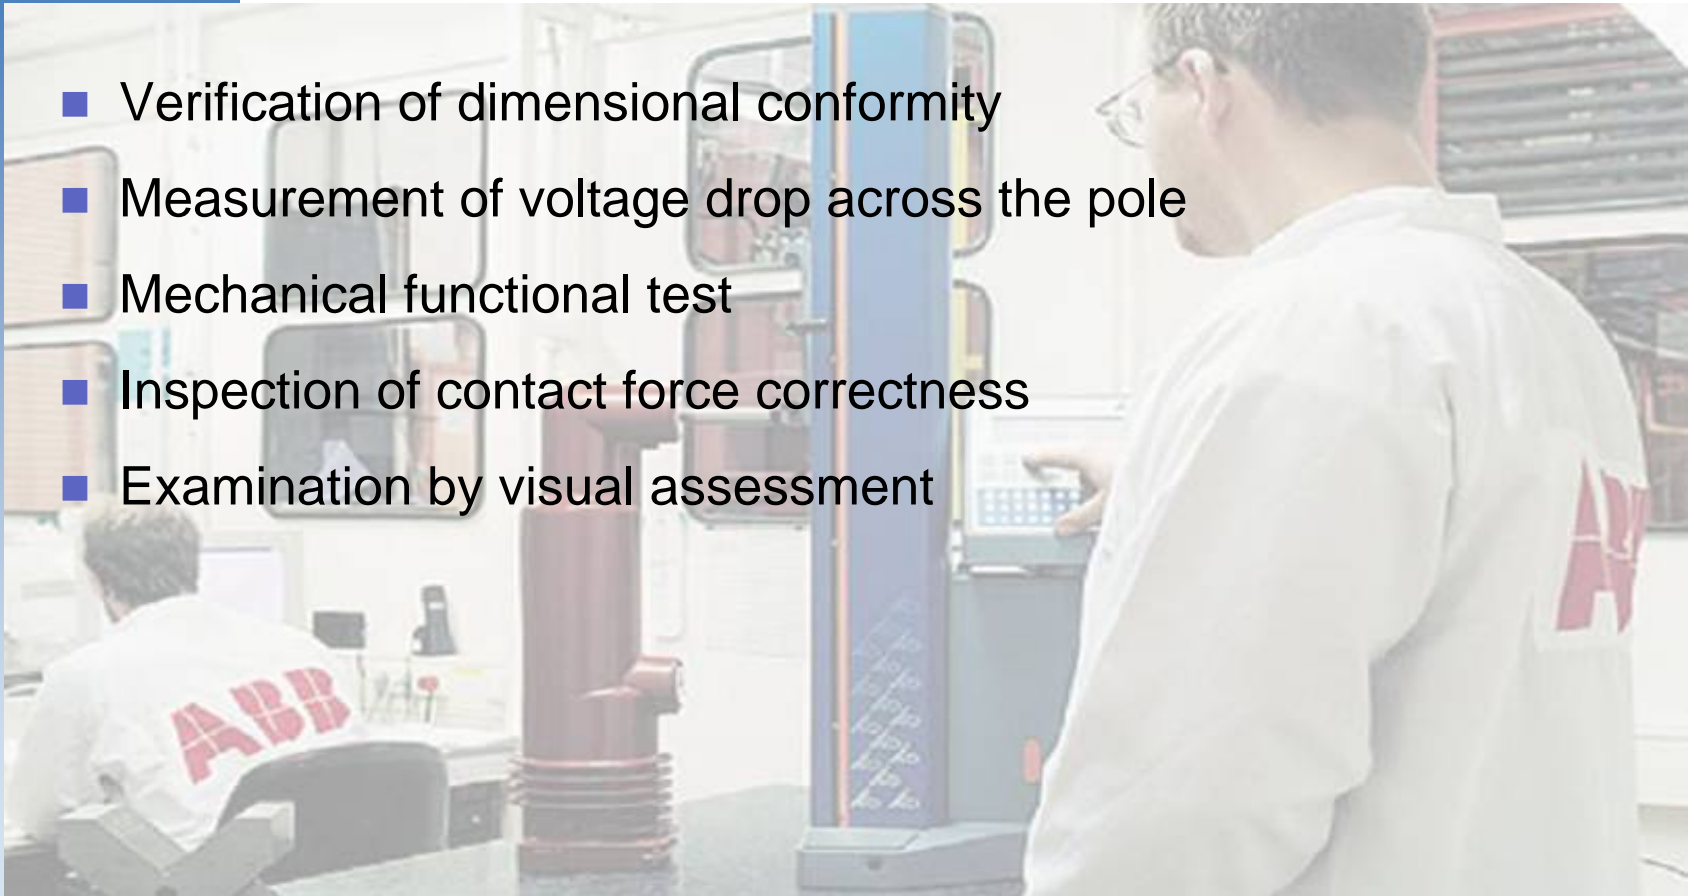 Verification of dimensional conformity
Measurement of voltage drop across the pole
Mechanical functional test
Inspection of contact force correctness
Examination by visual assessment
ABB